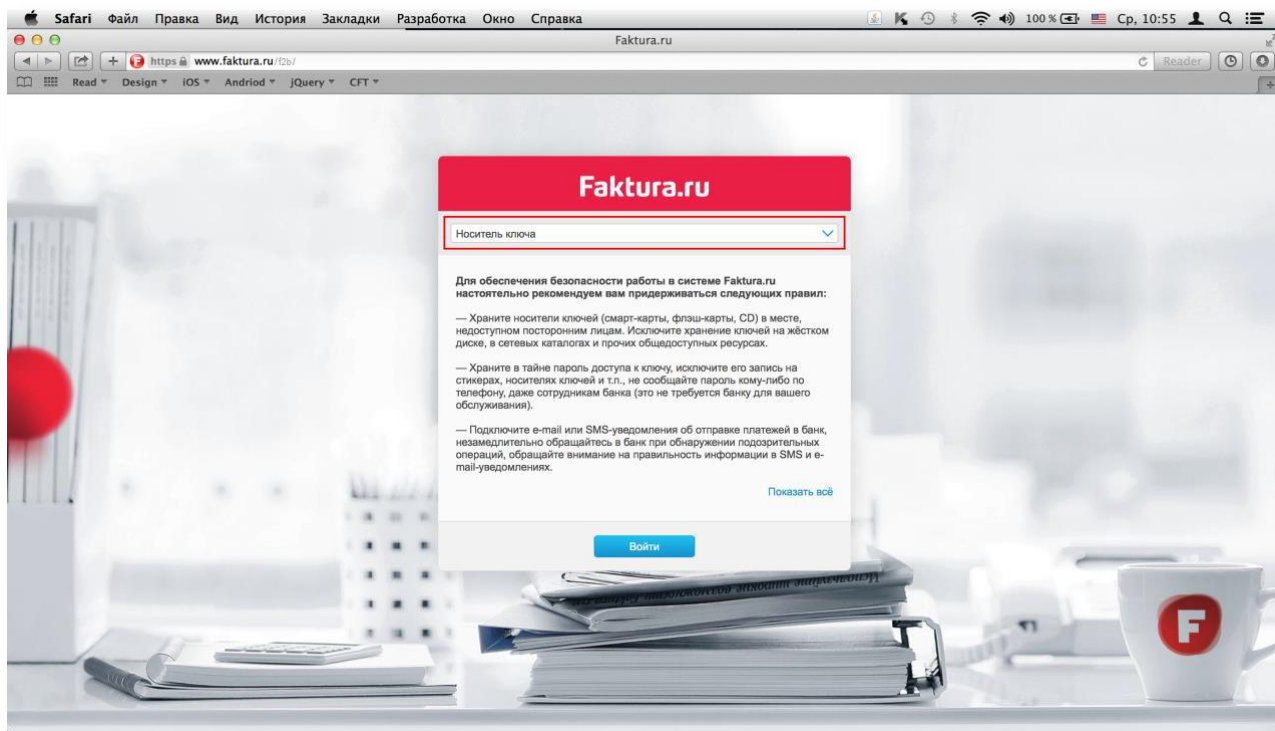 Safari Файл Правка Вид История Закладки Разработка Окно Справка 100 % Ср, 10:55
Faktura.ru
https www.faktura.ru/f2b/ Reader
Read Design iOS Andriod jQuery CFT
Faktura.ru
Носитель ключа
Для обеспечения безопасности работы в системе Faktura.ru
настоятельно рекомендуем вам придерживаться следующих правил:
— Храните носители ключей (смарт-карты, флэш-карты, CD) в месте,
недоступном посторонним лицам. Исключите хранение ключей на жёстком
диске, в сетевых каталогах и прочих общедоступных ресурсах.
— Храните в тайне пароль доступа к ключу, исключите его запись на
стикерах, носителях ключей и т.п., не сообщайте пароль кому-либо по
телефону, даже сотрудникам банка (это не требуется банку для вашего
обслуживания).
— Подключите e-mail или SMS-уведомления об отправке платежей в банк,
незамедлительно обращайтесь в банк при обнаружении подозрительных
операций, обращайте внимание на правильность информации в SMS и e-
mail-уведомлениях.
Показать всё
Войти
Используйте широкие возможности Faktura.ru
F